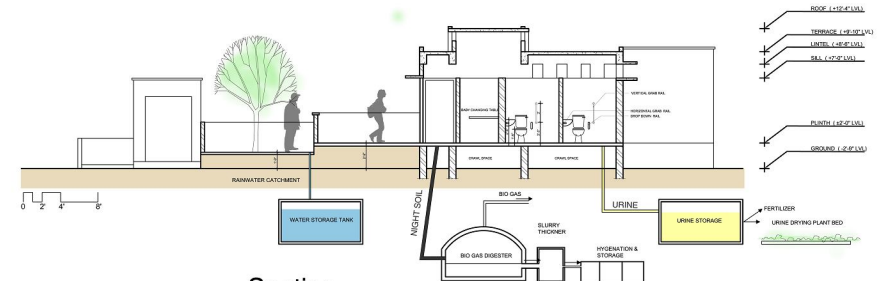 ROOF ( +12'-4" LVL)
TERRACE ( +9'-10" LVL)
LINTEL ( +8'-6" LVL)
SILL ( +7'-0" LVL)
VERTICAL GRAB RAIL
BABY CHANGING TABLE
HORIZONTAL GRAB RAIL
DROP DOWN RAIL
PLINTH ( ±2'-0" LVL)
GROUND ( -2'-9" LVL)
CRAWL SPACE
CRAWL SPACE
RAINWATER CATCHMENT
0 2' 4' 8'
NIGHT SOIL
BIO GAS
URINE
WATER STORAGE TANK
URINE STORAGE
FERTILIZER
URINE DRYING PLANT BED
SLURRY
THICKNER
BIO GAS DIGESTER
HYGENATION &
STORAGE